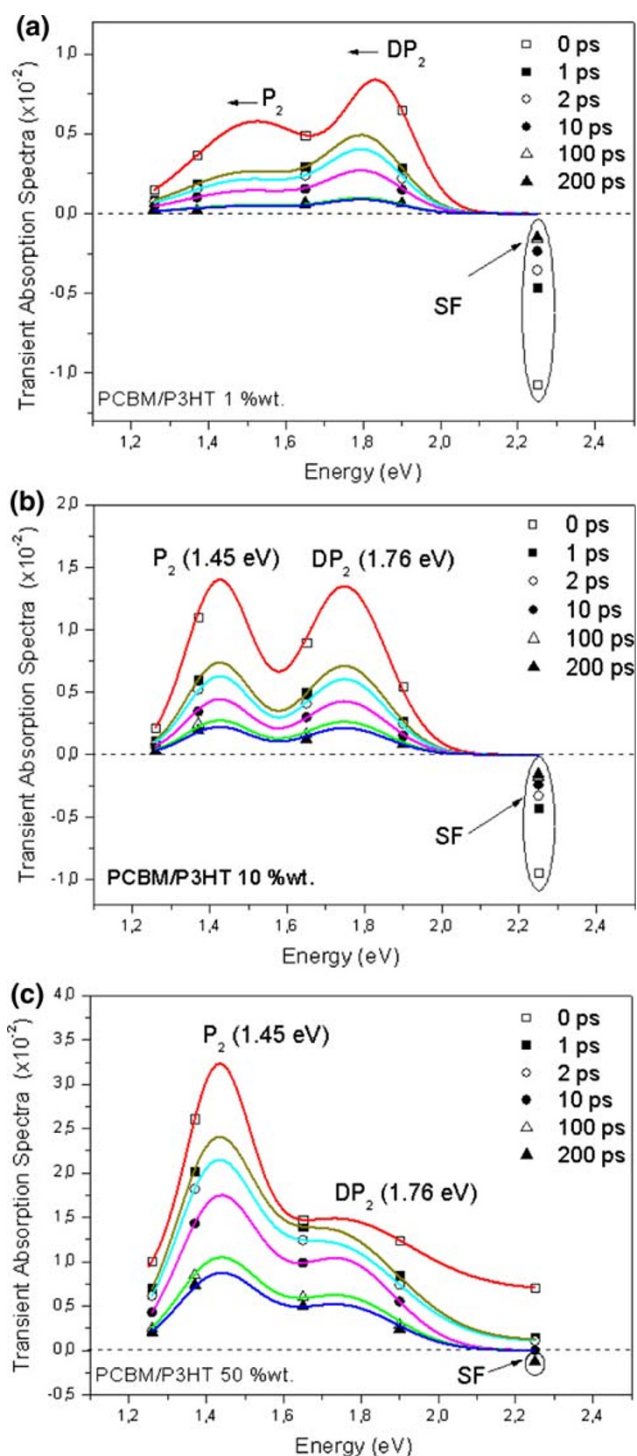 (a)
Transient Absorption Spectra (x10⁻²)
1,0
0,5
0,0
-0,5
-1,0
P₂
DP₂
□ 0 ps
■ 1 ps
○ 2 ps
● 10 ps
△ 100 ps
▲ 200 ps
SF
PCBM/P3HT 1 %wt.
1,2 1,4 1,6 1,8 2,0 2,2 2,4
Energy (eV)
(b)
Transient Absorption Spectra (x10⁻²)
2,0
1,5
1,0
0,5
0,0
-0,5
-1,0
P₂ (1.45 eV) DP₂ (1.76 eV)
□ 0 ps
■ 1 ps
○ 2 ps
● 10 ps
△ 100 ps
▲ 200 ps
SF
PCBM/P3HT 10 %wt.
1,2 1,4 1,6 1,8 2,0 2,2 2,4
Energy (eV)
(c)
Transient Absorption Spectra (x10⁻²)
4,0
3,5
3,0
2,5
2,0
1,5
1,0
0,5
0,0
-0,5
P₂ (1.45 eV)
DP₂ (1.76 eV)
□ 0 ps
■ 1 ps
○ 2 ps
● 10 ps
△ 100 ps
▲ 200 ps
SF
PCBM/P3HT 50 %wt.
1,2 1,4 1,6 1,8 2,0 2,2 2,4
Energy (eV)